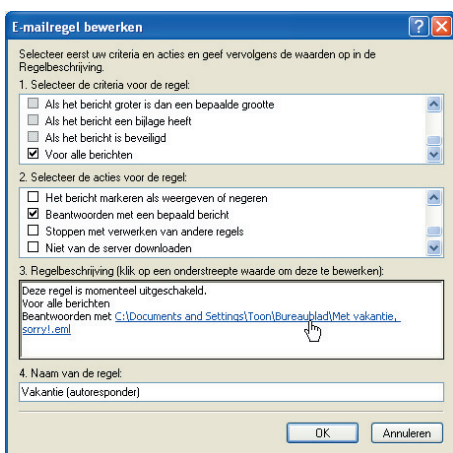 E-mailregel bewerken
Selecteer eerst uw criteria en acties en geef vervolgens de waarden op in de
Regelbeschrijving.
1. Selecteer de criteria voor de regel:
Als het bericht groter is dan een bepaalde grootte
Als het bericht een bijlage heeft
Als het bericht is beveiligd
Voor alle berichten
2. Selecteer de acties voor de regel:
Het bericht markeren als weergeven of negeren
Beantwoorden met een bepaald bericht
Stoppen met verwerken van andere regels
Niet van de server downloaden
3. Regelbeschrijving (klik op een onderstreepte waarde om deze te bewerken):
Deze regel is momenteel uitgeschakeld.
Voor alle berichten
Beantwoorden met C:\Documents and Settings\Toon\Bureaublad\Met vakantie,
sorry!.eml
4. Naam van de regel:
Vakantie (autoresponder)
OK Annuleren